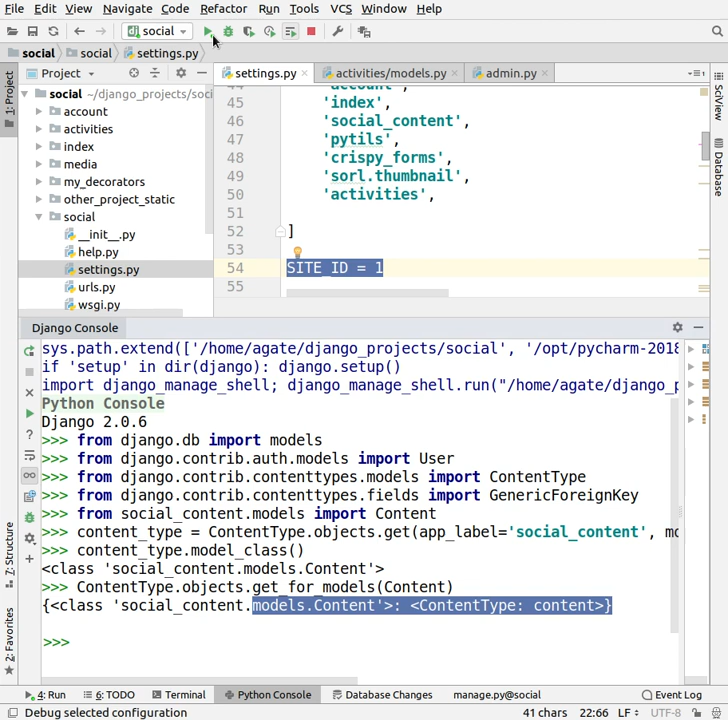 File Edit View Navigate Code Refactor Run Tools VCS Window Help
social
social social settings.py
Project settings.py activities/models.py admin.py
1: Project
SciView
Database
social ~/django_projects/soci
account
activities
index
media
my_decorators
other_project_static
social
__init__.py
help.py
settings.py
urls.py
wsgi.py
45 'index',
46 'social_content',
47 'pytils',
48 'crispy_forms',
49 'sorl.thumbnail',
50 'activities',
51
52 ]
53
54 SITE_ID = 1
55
Django Console
sys.path.extend(['/home/agate/django_projects/social', '/opt/pycharm-2018
if 'setup' in dir(django): django.setup()
import django_manage_shell; django_manage_shell.run("/home/agate/django_p
Python Console
Django 2.0.6
>>> from django.db import models
>>> from django.contrib.auth.models import User
>>> from django.contrib.contenttypes.models import ContentType
>>> from django.contrib.contenttypes.fields import GenericForeignKey
>>> from social_content.models import Content
>>> content_type = ContentType.objects.get(app_label='social_content', mo
>>> content_type.model_class()
<class 'social_content.models.Content'>
>>> ContentType.objects.get_for_models(Content)
{<class 'social_content.models.Content'>: <ContentType: content>}
>>>
7: Structure
2: Favorites
4: Run 6: TODO Terminal Python Console Database Changes manage.py@social Event Log
Debug selected configuration 41 chars 22:66 LF UTF-8